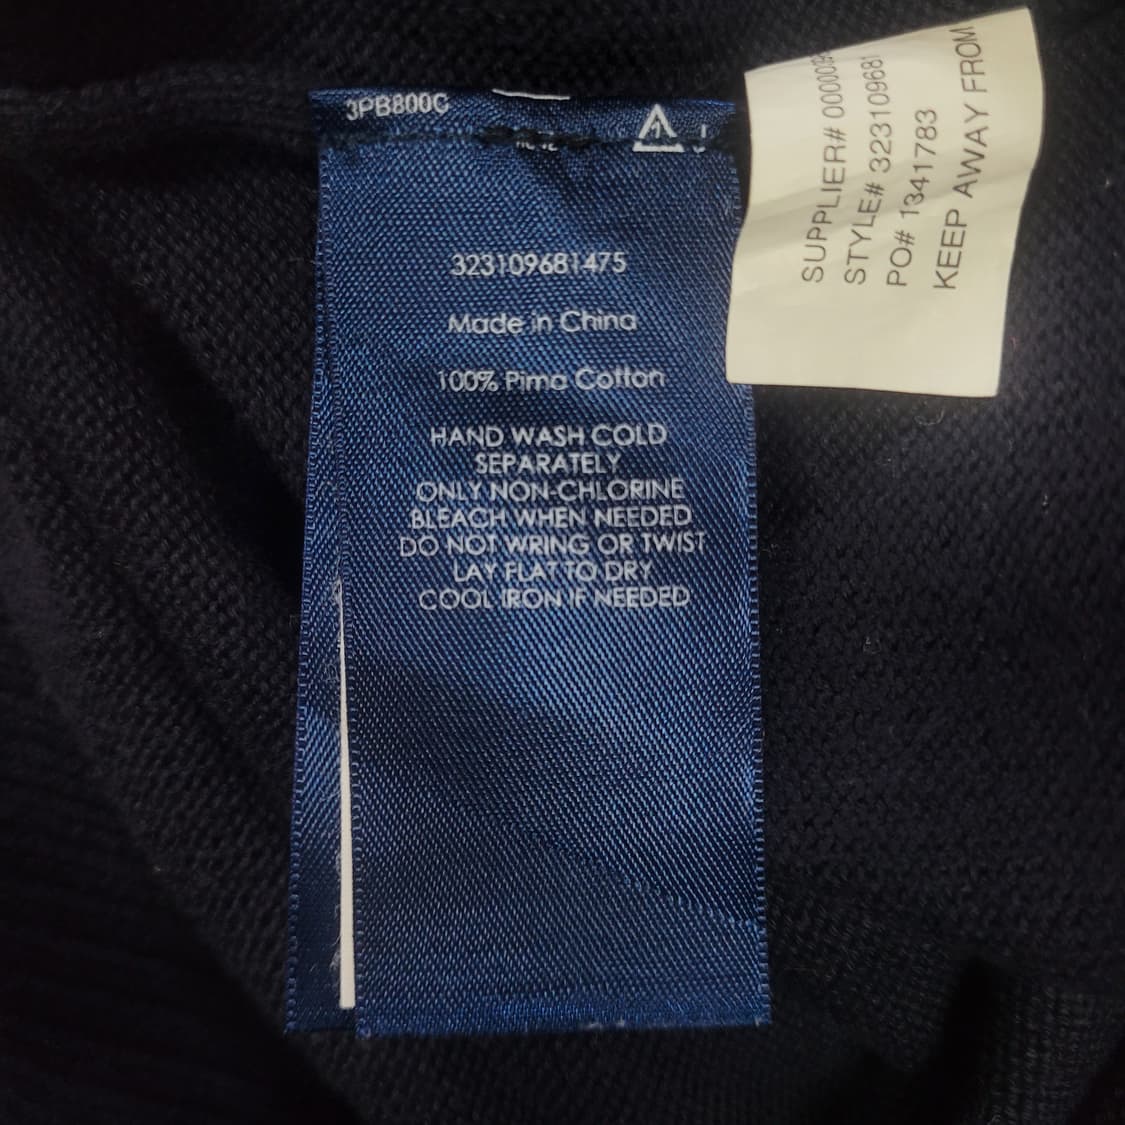 3PB800C
323109681475
Made in China
100% Pima Cotton
HAND WASH COLD
SEPARATELY
ONLY NON-CHLORINE
BLEACH WHEN NEEDED
DO NOT WRING OR TWIST
LAY FLAT TO DRY
COOL IRON IF NEEDED
SUPPLIER#
STYLE# 32310968
PO# 1341783
KEEP AWAY FROM